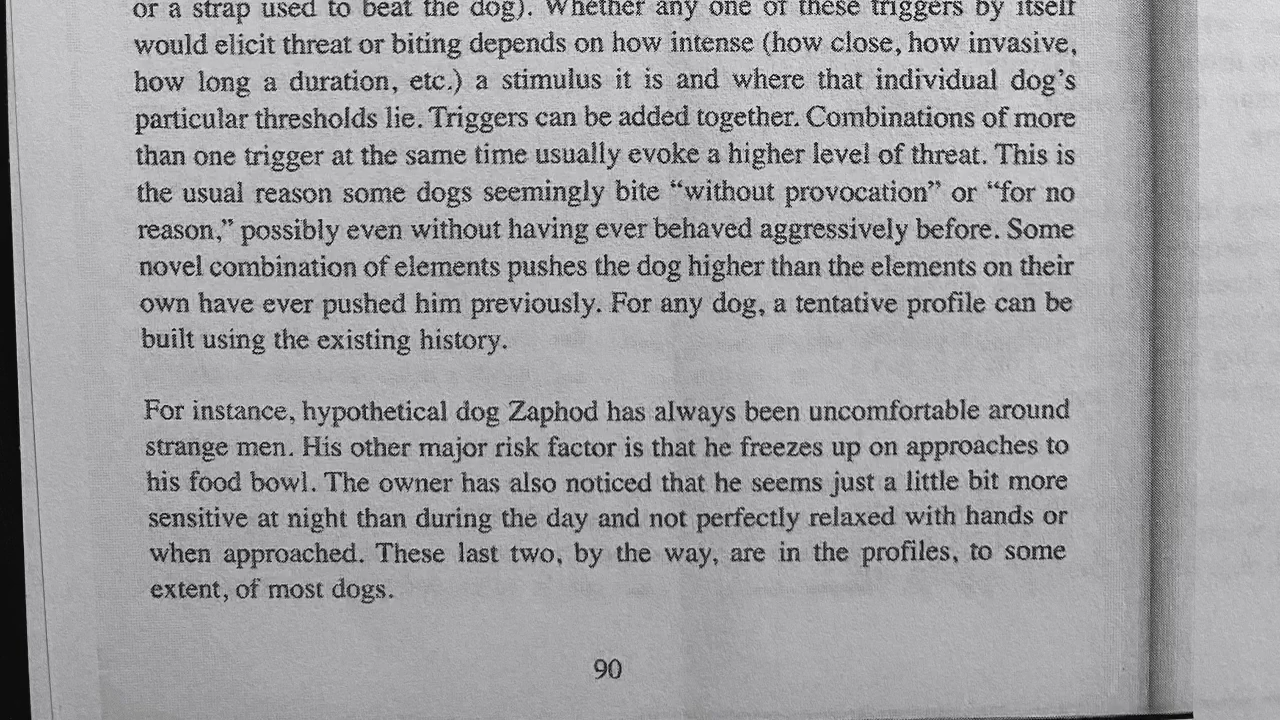 or a strap used to beat the dog). Whether any one of these triggers by itself
would elicit threat or biting depends on how intense (how close, how invasive,
how long a duration, etc.) a stimulus it is and where that individual dog's
particular thresholds lie. Triggers can be added together. Combinations of more
than one trigger at the same time usually evoke a higher level of threat. This is
the usual reason some dogs seemingly bite “without provocation” or “for no
reason,” possibly even without having ever behaved aggressively before. Some
novel combination of elements pushes the dog higher than the elements on their
own have ever pushed him previously. For any dog, a tentative profile can be
built using the existing history.
For instance, hypothetical dog Zaphod has always been uncomfortable around
strange men. His other major risk factor is that he freezes up on approaches to
his food bowl. The owner has also noticed that he seems just a little bit more
sensitive at night than during the day and not perfectly relaxed with hands or
when approached. These last two, by the way, are in the profiles, to some
extent, of most dogs.
90